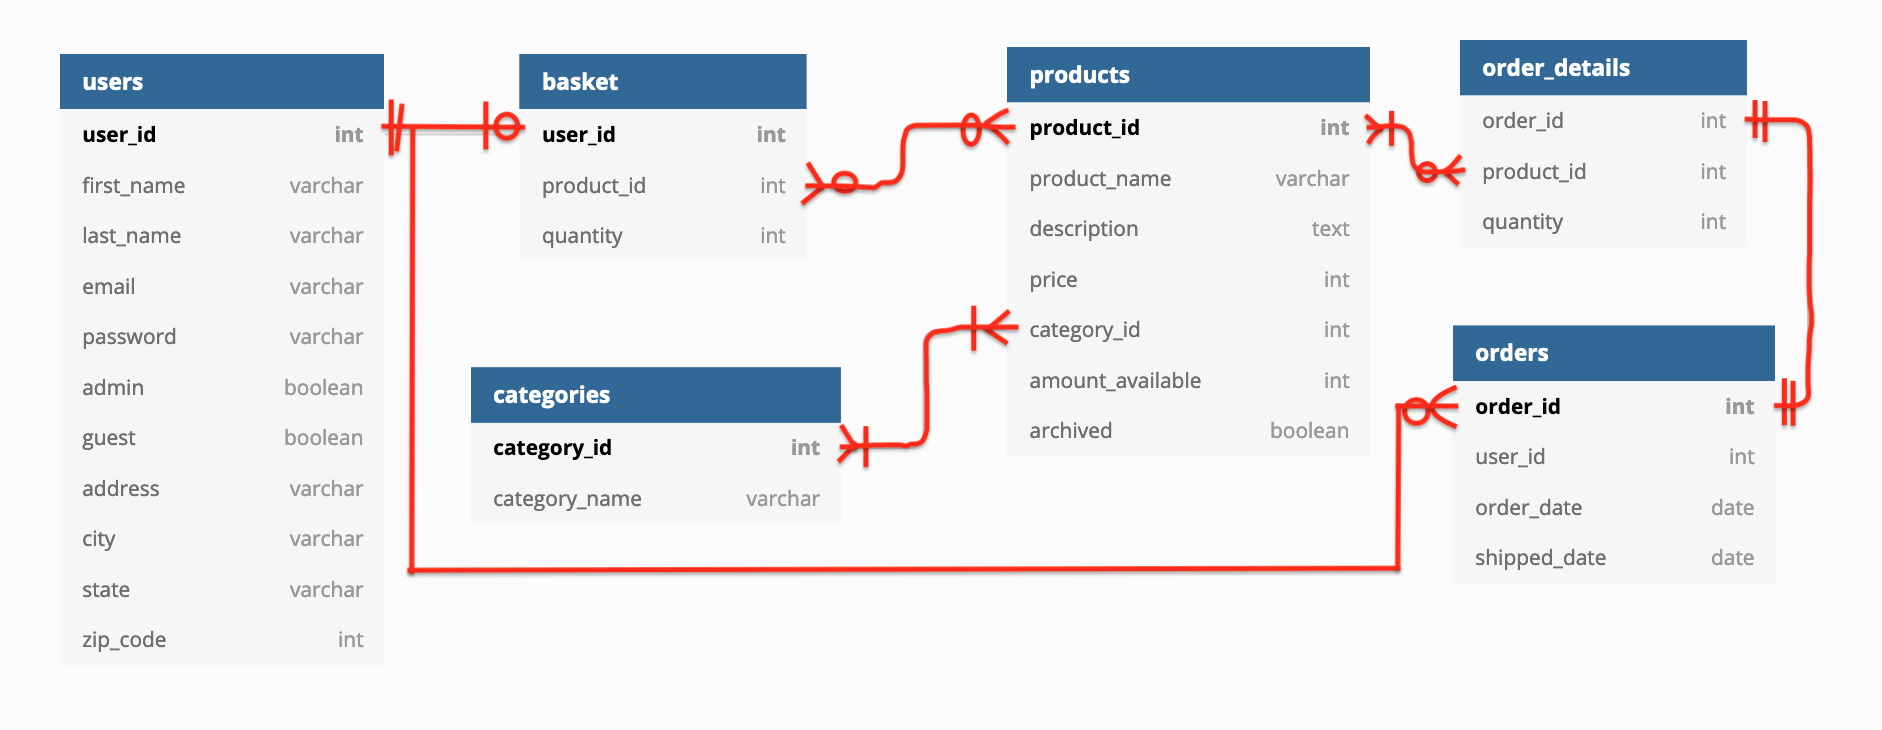 users
user_id int
first_name varchar
last_name varchar
email varchar
password varchar
admin boolean
guest boolean
address varchar
city varchar
state varchar
zip_code int
basket
user_id int
product_id int
quantity int
categories
category_id int
category_name varchar
products
product_id int
product_name varchar
description text
price int
category_id int
amount_available int
archived boolean
order_details
order_id int
product_id int
quantity int
orders
order_id int
user_id int
order_date date
shipped_date date